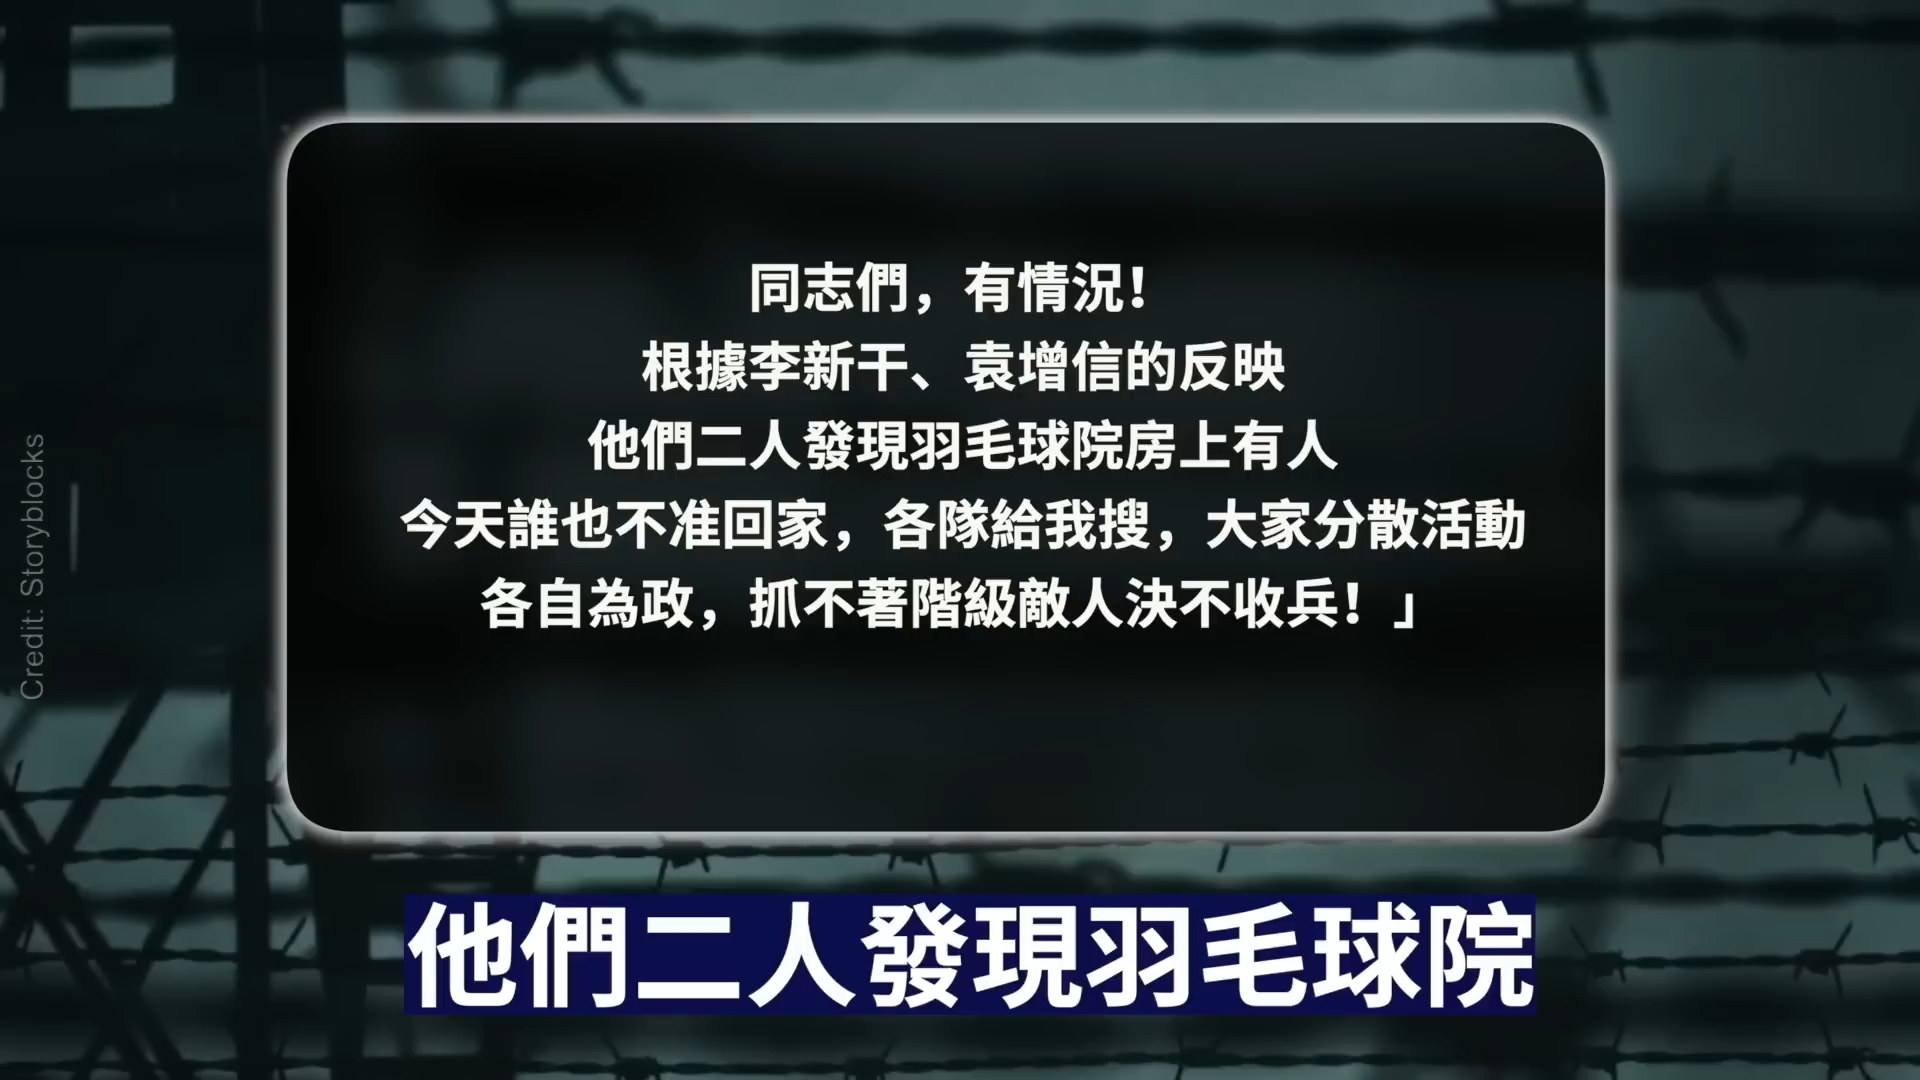 同志們，有情況！
根據李新干、袁增信的反映
他們二人發現羽毛球院房上有人
今天誰也不准回家，各隊給我搜，大家分散活動
各自為政，抓不著階級敵人決不收兵！」
Credit: Storyblocks
他們二人發現羽毛球院